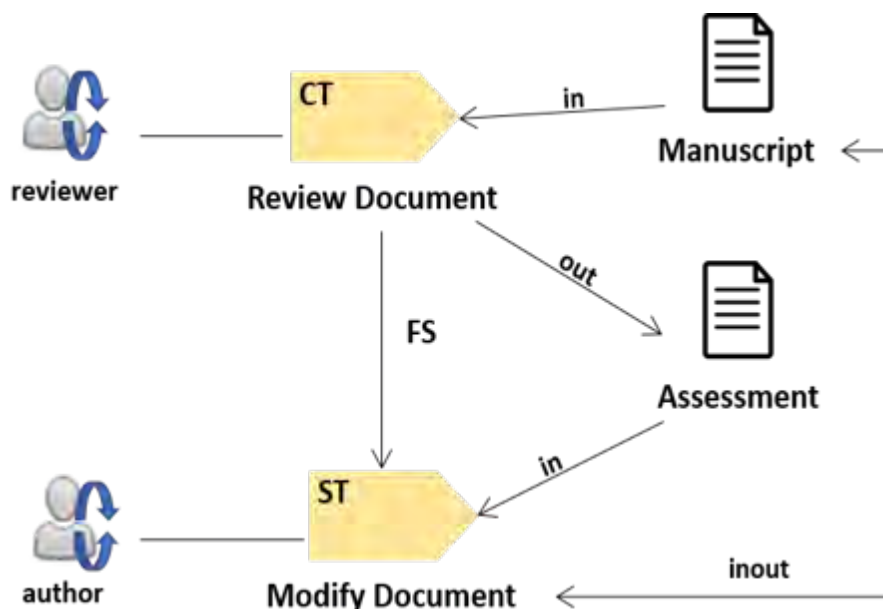 CT
in
Manuscript
reviewer
Review Document
out
FS
Assessment
in
ST
author
Modify Document
inout